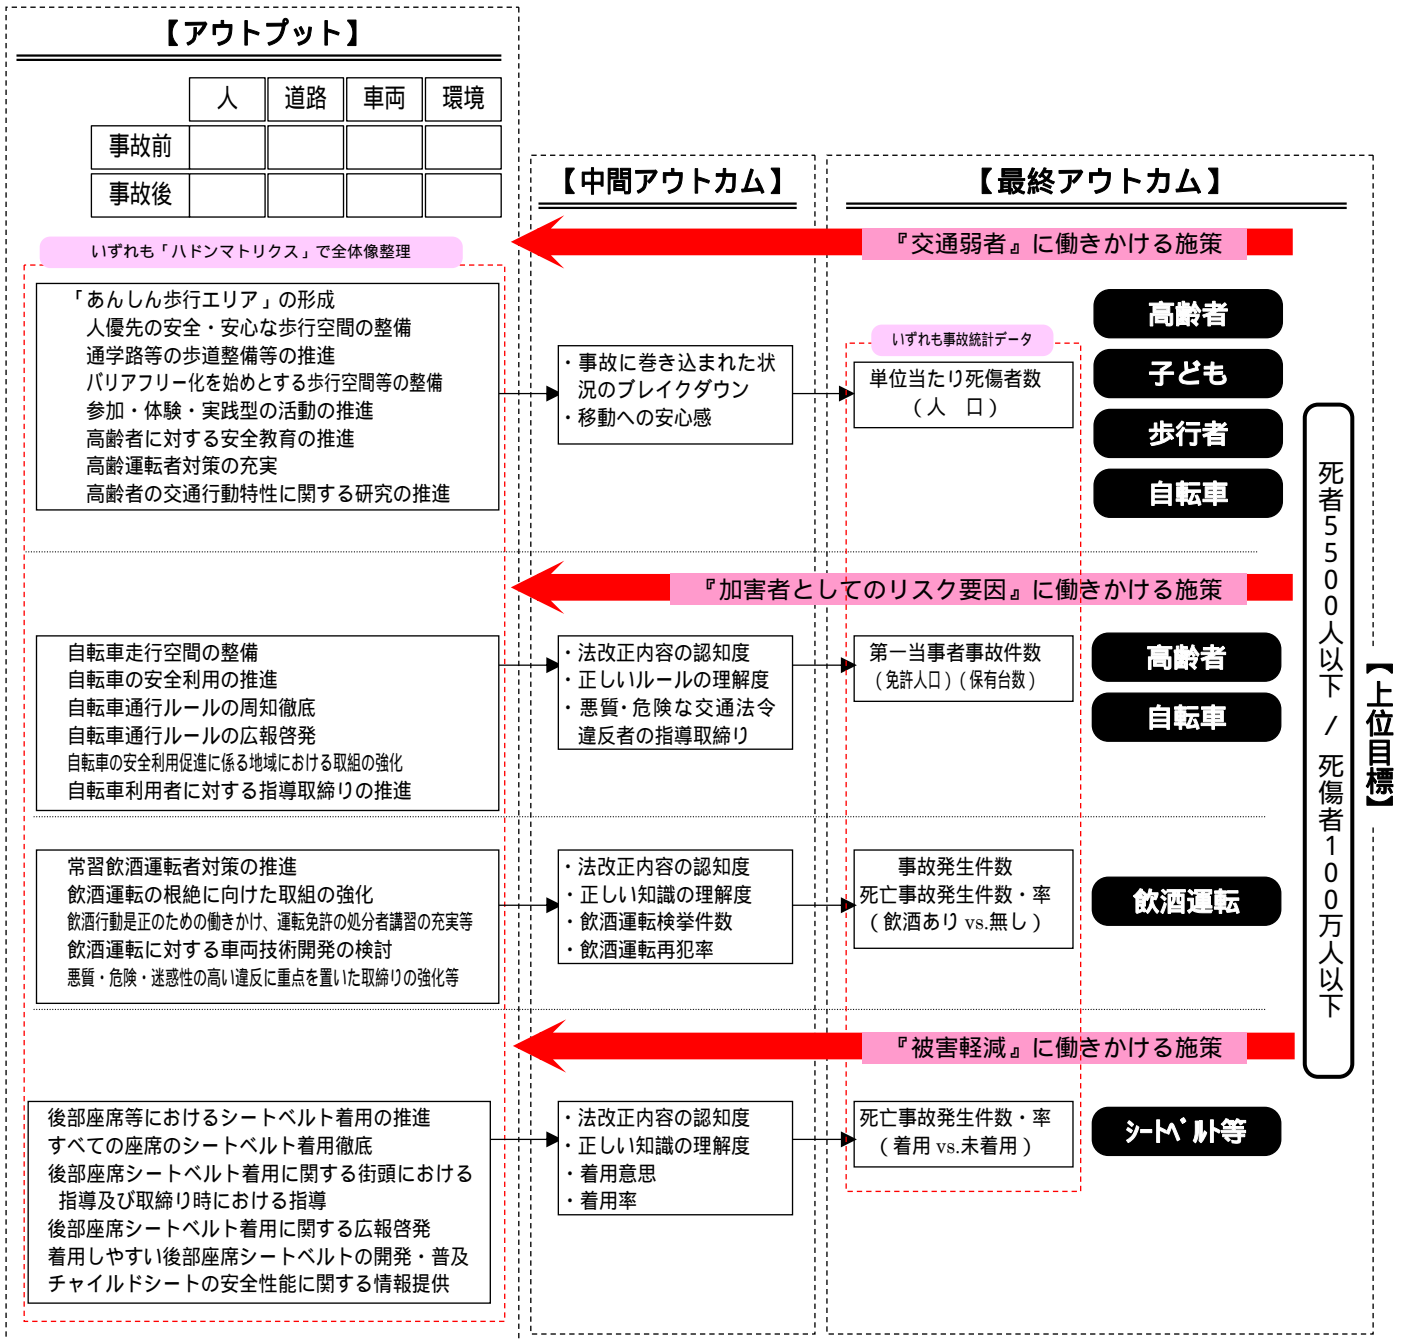 【アウトプット】
人 道路 車両 環境
事故前
事故後
いずれも「ハドンマトリクス」で全体像整理
【中間アウトカム】
【最終アウトカム】
『交通弱者』に働きかける施策
「あんしん歩行エリア」の形成
人優先の安全・安心な歩行空間の整備
通学路等の歩道整備等の推進
バリアフリー化を始めとする歩行空間等の整備
参加・体験・実践型の活動の推進
高齢者に対する安全教育の推進
高齢運転者対策の充実
高齢者の交通行動特性に関する研究の推進
・事故に巻き込まれた状
況のブレイクダウン
・移動への安心感
いずれも事故統計データ
単位当たり死傷者数
（人　口）
高齢者
子ども
歩行者
自転車
『加害者としてのリスク要因』に働きかける施策
自転車走行空間の整備
自転車の安全利用の推進
自転車通行ルールの周知徹底
自転車通行ルールの広報啓発
自転車の安全利用促進に係る地域における取組の強化
自転車利用者に対する指導取締りの推進
・法改正内容の認知度
・正しいルールの理解度
・悪質・危険な交通法令
違反者の指導取締り
第一当事者事故件数
（免許人口）（保有台数）
高齢者
自転車
常習飲酒運転者対策の推進
飲酒運転の根絶に向けた取組の強化
飲酒行動是正のための働きかけ、運転免許の処分者講習の充実等
飲酒運転に対する車両技術開発の検討
悪質・危険・迷惑性の高い違反に重点を置いた取締りの強化等
・法改正内容の認知度
・正しい知識の理解度
・飲酒運転検挙件数
・飲酒運転再犯率
事故発生件数
死亡事故発生件数・率
（飲酒あり vs.無し）
飲酒運転
『被害軽減』に働きかける施策
後部座席等におけるシートベルト着用の推進
すべての座席のシートベルト着用徹底
後部座席シートベルト着用に関する街頭における
指導及び取締り時における指導
後部座席シートベルト着用に関する広報啓発
着用しやすい後部座席シートベルトの開発・普及
チャイルドシートの安全性能に関する情報提供
・法改正内容の認知度
・正しい知識の理解度
・着用意思
・着用率
死亡事故発生件数・率
（着用 vs.未着用）
ｼｰﾄﾍﾞﾙﾄ等
死者5500人以下 / 死傷者100万人以下
【上位目標】